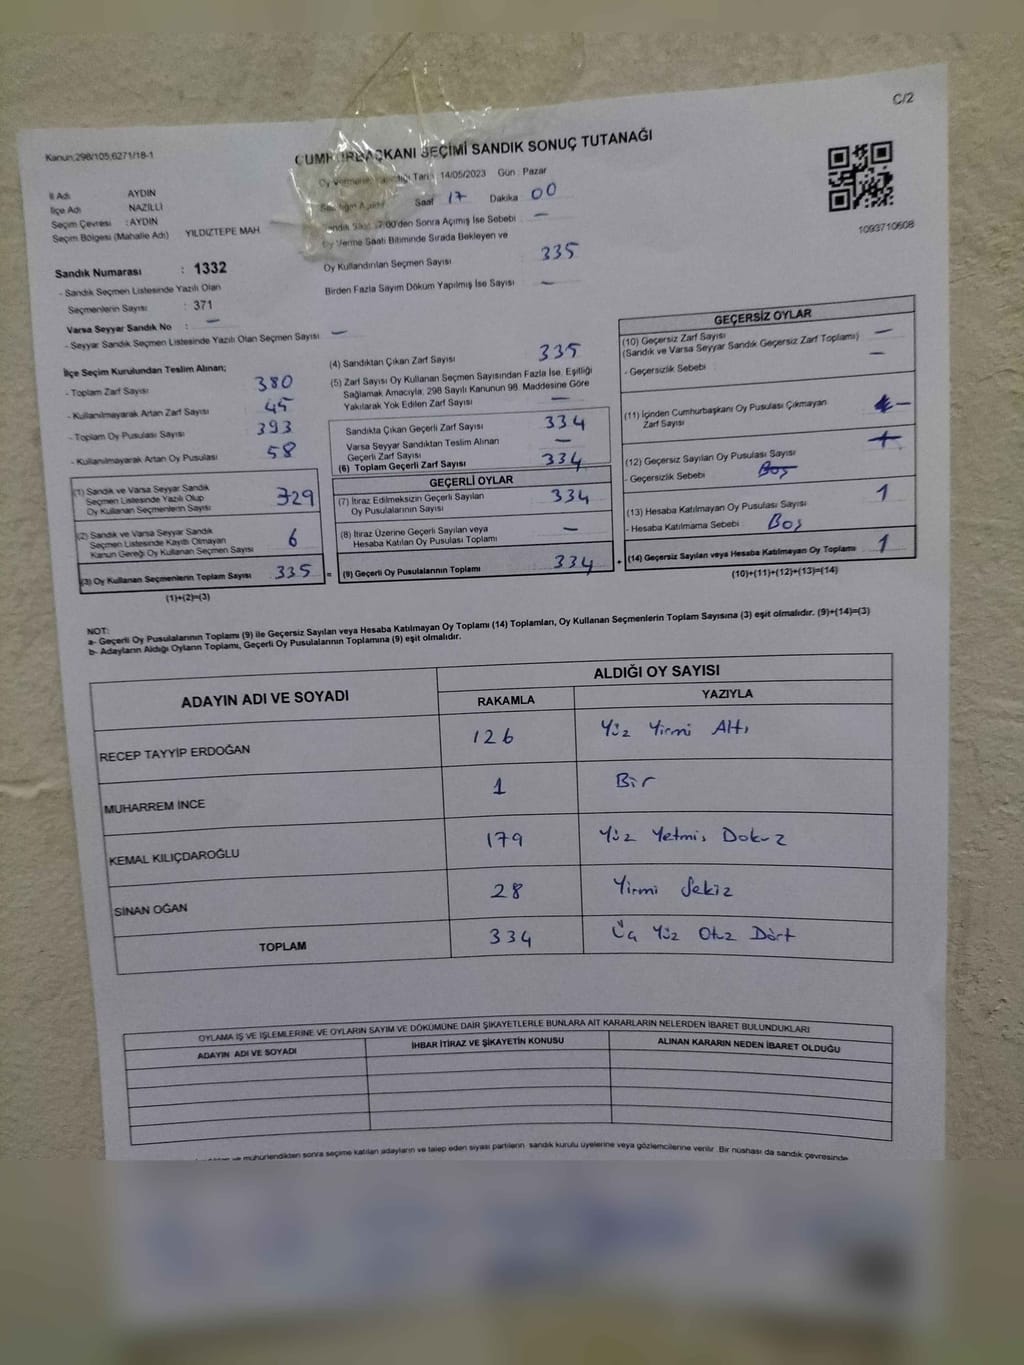 C/2
Kanun:298/105;6271/18-1
CUMHURBAŞKANI SEÇİMİ SANDIK SONUÇ TUTANAĞI
İl Adı AYDIN
İlçe Adı NAZİLLİ
Seçim Çevresi : AYDIN
Seçim Bölgesi (Mahalle Adı) YILDIZTEPE MAH
14/05/2023 Gün : Pazar
Saat 17 Dakika 00
den Sonra Açımış İse Sebebi : -
Oy Verme Saati Bitiminde Sırada Bekleyen ve
Oy Kullandırılan Seçmen Sayısı : 335
Birden Fazla Sayım Döküm Yapılmış İse Sayısı : -
1093710608
Sandık Numarası : 1332
- Sandık Seçmen Listesinde Yazılı Olan
Seçmenlerin Sayısı : 371
Varsa Seyyar Sandık No : -
- Seyyar Sandık Seçmen Listesinde Yazılı Olan Seçmen Sayısı : -
İlçe Seçim Kurulundan Teslim Alınan;
- Toplam Zarf Sayısı 380
- Kullanılmayarak Artan Zarf Sayısı 45
- Toplam Oy Pusulası Sayısı 393
- Kullanılmayarak Artan Oy Pusulası 58
(1) Sandık ve Varsa Seyyar Sandık
Seçmen Listesinde Yazılı Olup
Oy Kullanan Seçmenlerin Sayısı 329
(2) Sandık ve Varsa Seyyar Sandık
Seçmen Listesinde Kayıtlı Olmayan
Kanun Gereği Oy Kullanan Seçmen Sayısı 6
(3) Oy Kullanan Seçmenlerin Toplam Sayısı 335
(1)+(2)=(3)
(4) Sandıktan Çıkan Zarf Sayısı 335
(5) Zarf Sayısı Oy Kullanan Seçmen Sayısından Fazla İse, Eşitliği
Sağlamak Amacıyla; 298 Sayılı Kanunun 98. Maddesine Göre
Yakılarak Yok Edilen Zarf Sayısı -
Sandıkta Çıkan Geçerli Zarf Sayısı 334
Varsa Seyyar Sandıktan Teslim Alınan
Geçerli Zarf Sayısı -
(6) Toplam Geçerli Zarf Sayısı 334
GEÇERLİ OYLAR
(7) İtiraz Edilmeksizin Geçerli Sayılan
Oy Pusulalarının Sayısı 334
(8) İtiraz Üzerine Geçerli Sayılan veya
Hesaba Katılan Oy Pusulası Toplamı -
= (9) Geçerli Oy Pusulalarının Toplamı 334
GEÇERSİZ OYLAR
(10) Geçersiz Zarf Sayısı
(Sandık ve Varsa Seyyar Sandık Geçersiz Zarf Toplamı) -
- Geçersizlik Sebebi : -
(11) İçinden Cumhurbaşkanı Oy Pusulası Çıkmayan
Zarf Sayısı -
(12) Geçersiz Sayılan Oy Pusulası Sayısı
- Geçersizlik Sebebi Boş
(13) Hesaba Katılmayan Oy Pusulası Sayısı 1
- Hesaba Katılmama Sebebi Boş
+ (14) Geçersiz Sayılan veya Hesaba Katılmayan Oy Toplamı 1
(10)+(11)+(12)+(13)=(14)
NOT:
a- Geçerli Oy Pusulalarının Toplamı (9) ile Geçersiz Sayılan veya Hesaba Katılmayan Oy Toplamı (14) Toplamları, Oy Kullanan Seçmenlerin Toplam Sayısına (3) eşit olmalıdır. (9)+(14)=(3)
b- Adayların Aldığı Oyların Toplamı, Geçerli Oy Pusulalarının Toplamına (9) eşit olmalıdır.
ADAYIN ADI VE SOYADI ALDIĞI OY SAYISI
RAKAMLA YAZIYLA
RECEP TAYYİP ERDOĞAN 126 Yüz Yirmi Altı
MUHARREM İNCE 1 Bir
KEMAL KILIÇDAROĞLU 179 Yüz Yetmiş Dokuz
SİNAN OĞAN 28 Yirmi Sekiz
TOPLAM 334 Üç Yüz Otuz Dört
OYLAMA İŞ VE İŞLEMLERİNE VE OYLARIN SAYIM VE DÖKÜMÜNE DAİR ŞİKAYETLERLE BUNLARA AİT KARARLARIN NELERDEN İBARET BULUNDUKLARI
ADAYIN ADI VE SOYADI İHBAR İTİRAZ VE ŞİKAYETİN KONUSU ALINAN KARARIN NEDEN İBARET OLDUĞU
ve mühürlendikten sonra seçime katılan adayların ve talep eden siyasi partilerin sandık kurulu üyelerine veya gözlemcilerine verilir. Bir nüshası da sandık çevresinde